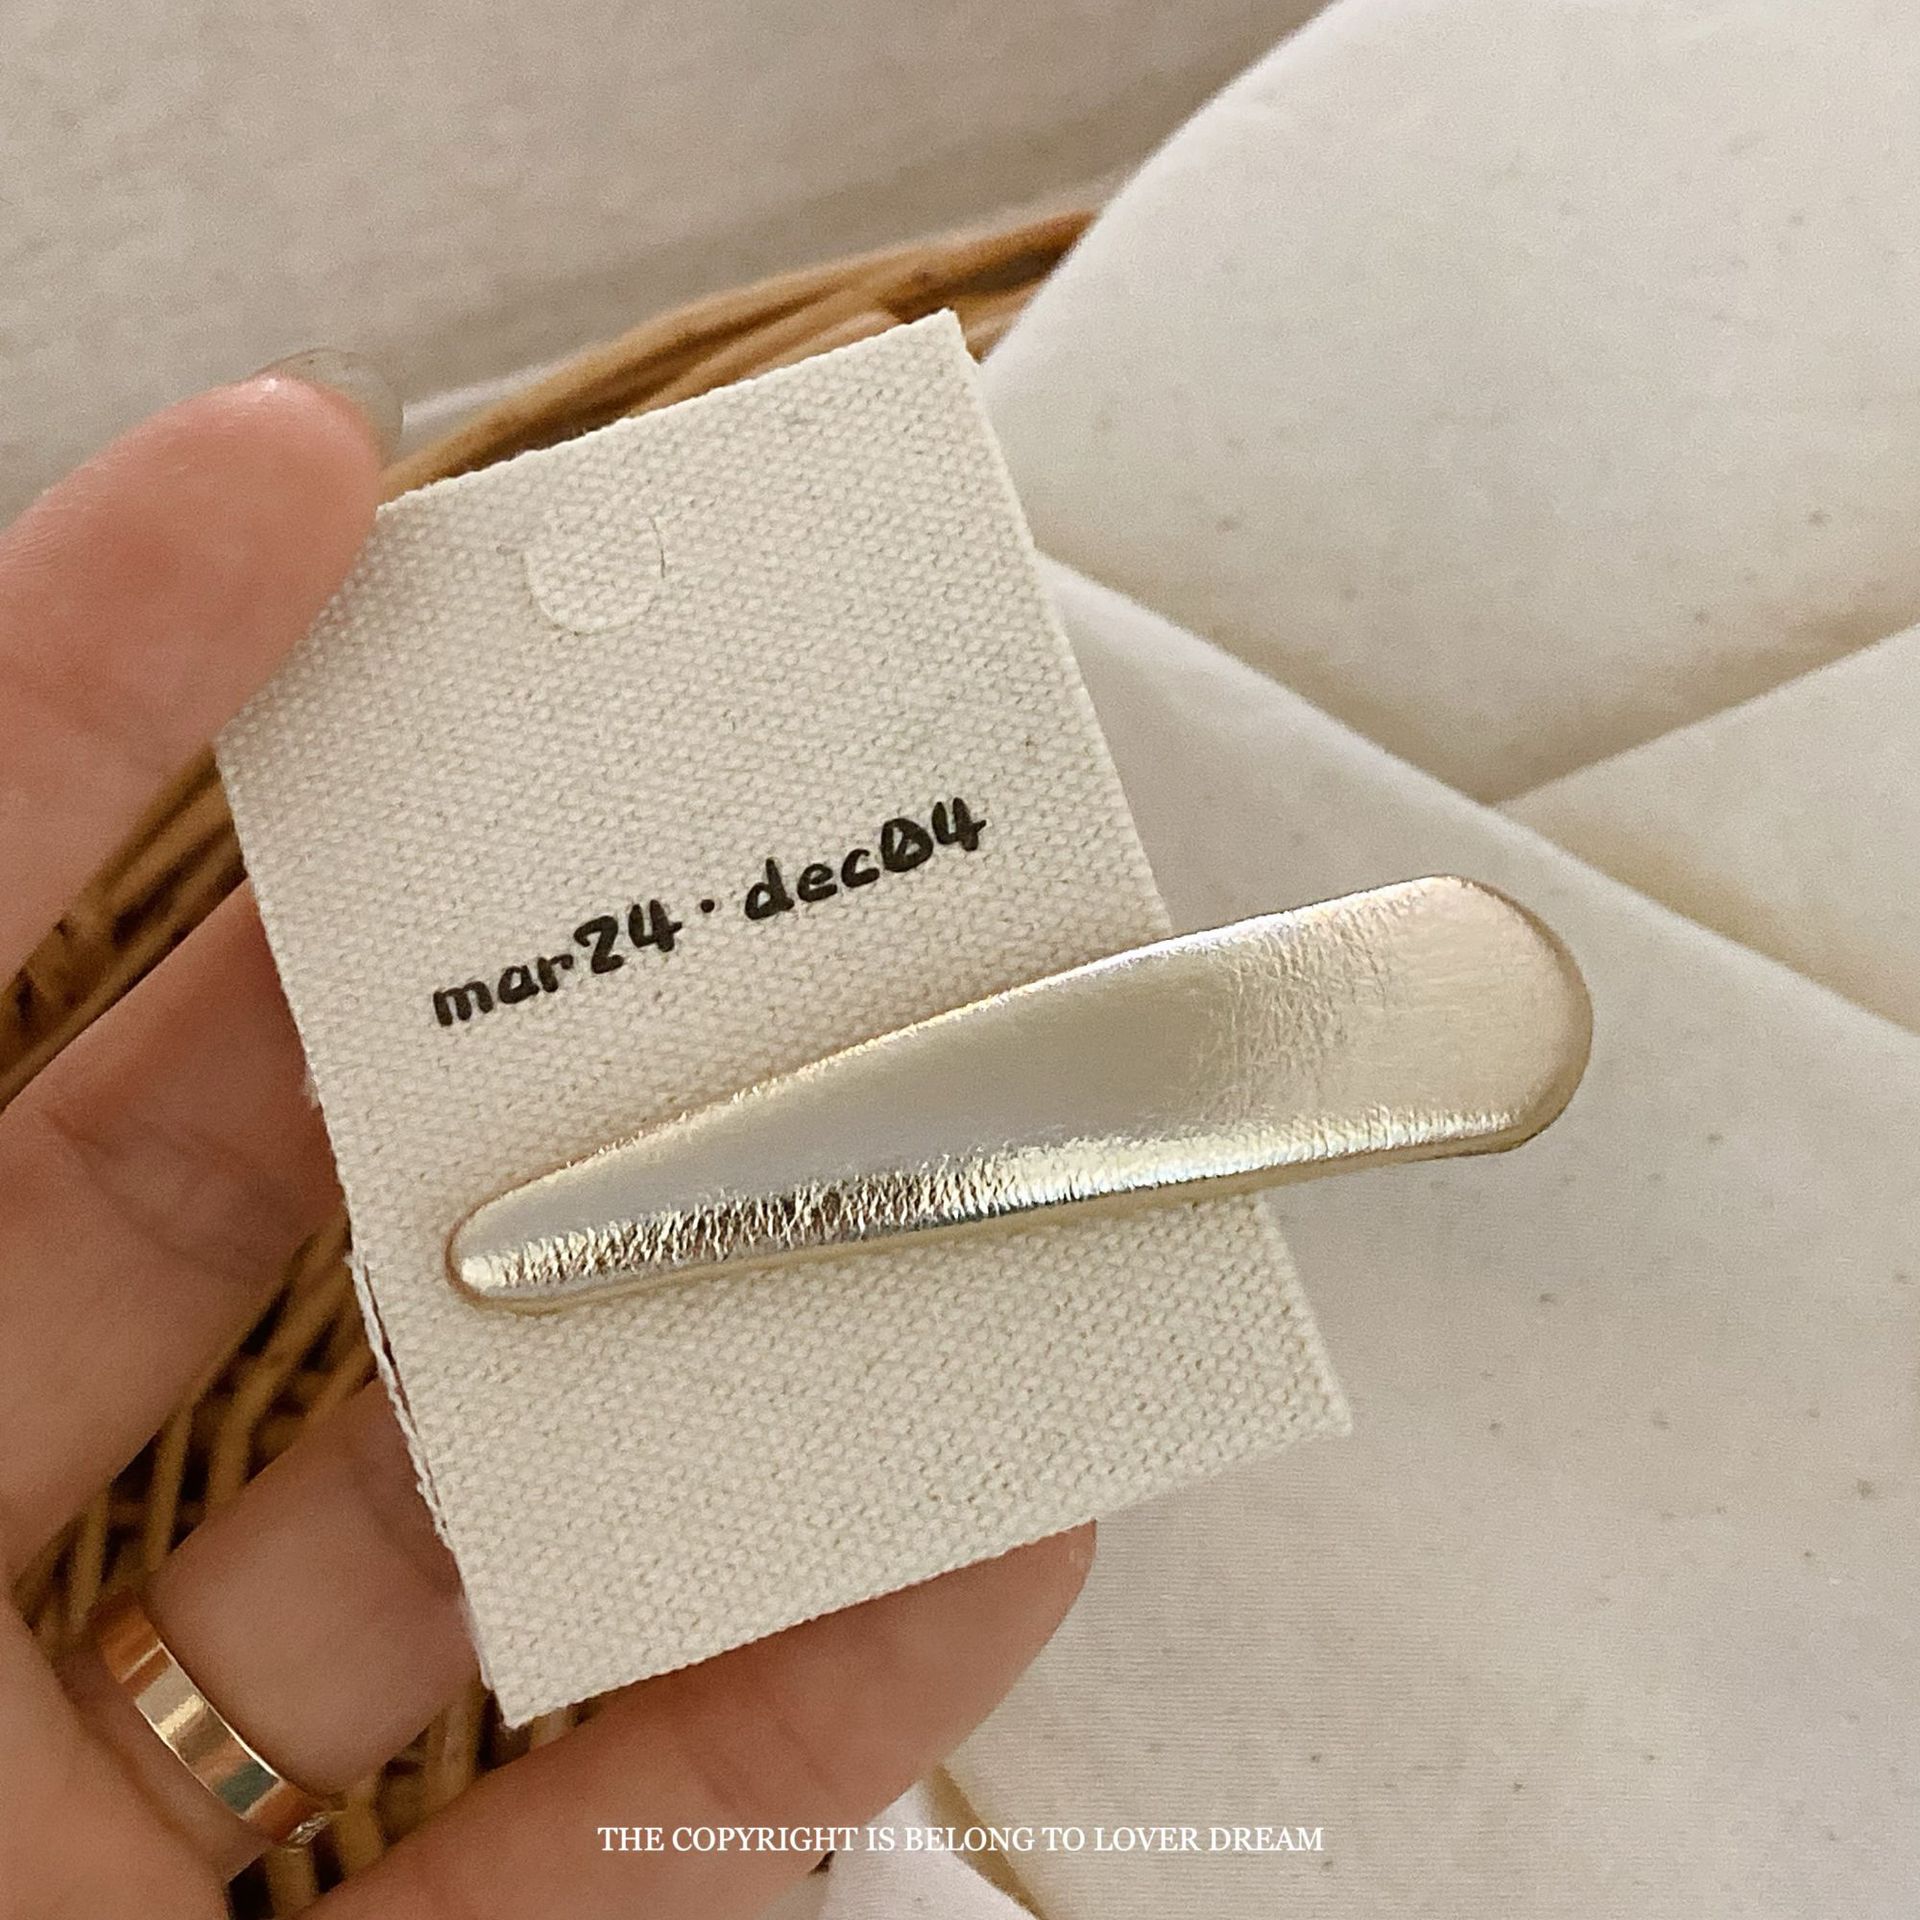 mar24·dec04
THE COPYRIGHT IS BELONG TO LOVER DREAM